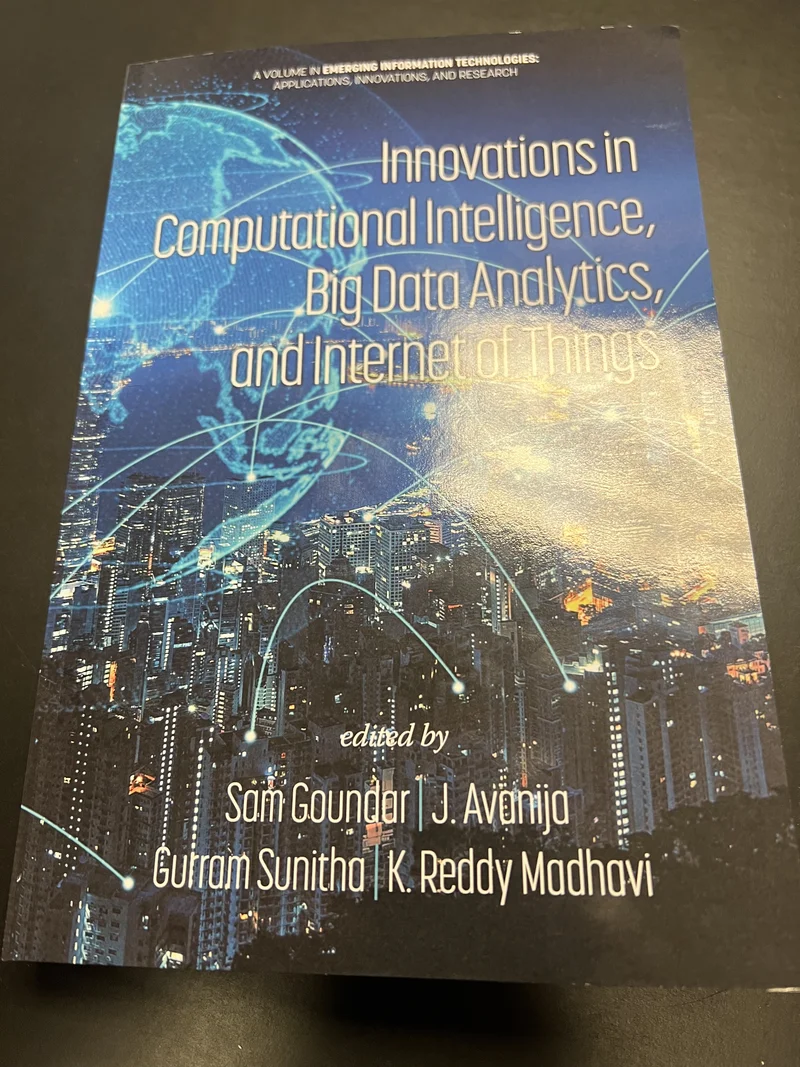 A VOLUME IN EMERGING INFORMATION TECHNOLOGIES:
APPLICATIONS, INNOVATIONS, AND RESEARCH
Innovations in
Computational Intelligence,
Big Data Analytics,
and Internet of Things
edited by
Sam Goundar | J. Avanija
Gurram Sunitha | K. Reddy Madhavi